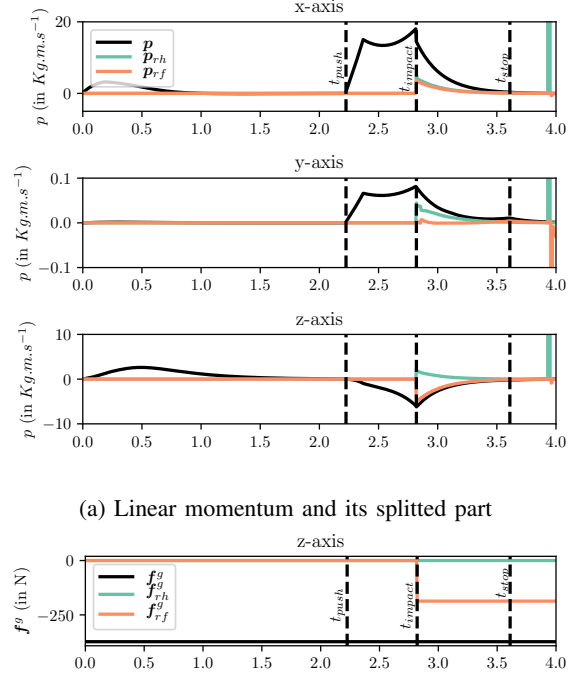 x-axis
p (in Kg.m.s⁻¹)
20
0
p
p_rh
p_rf
t_push
t_impact
t_stop
0.0 0.5 1.0 1.5 2.0 2.5 3.0 3.5 4.0
y-axis
p (in Kg.m.s⁻¹)
0.1
0.0
−0.1
0.0 0.5 1.0 1.5 2.0 2.5 3.0 3.5 4.0
z-axis
p (in Kg.m.s⁻¹)
10
0
−10
0.0 0.5 1.0 1.5 2.0 2.5 3.0 3.5 4.0
(a) Linear momentum and its splitted part
z-axis
f^g (in N)
0
−250
f^g
f^g_rh
f^g_rf
t_push
t_impact
t_stop
0.0 0.5 1.0 1.5 2.0 2.5 3.0 3.5 4.0